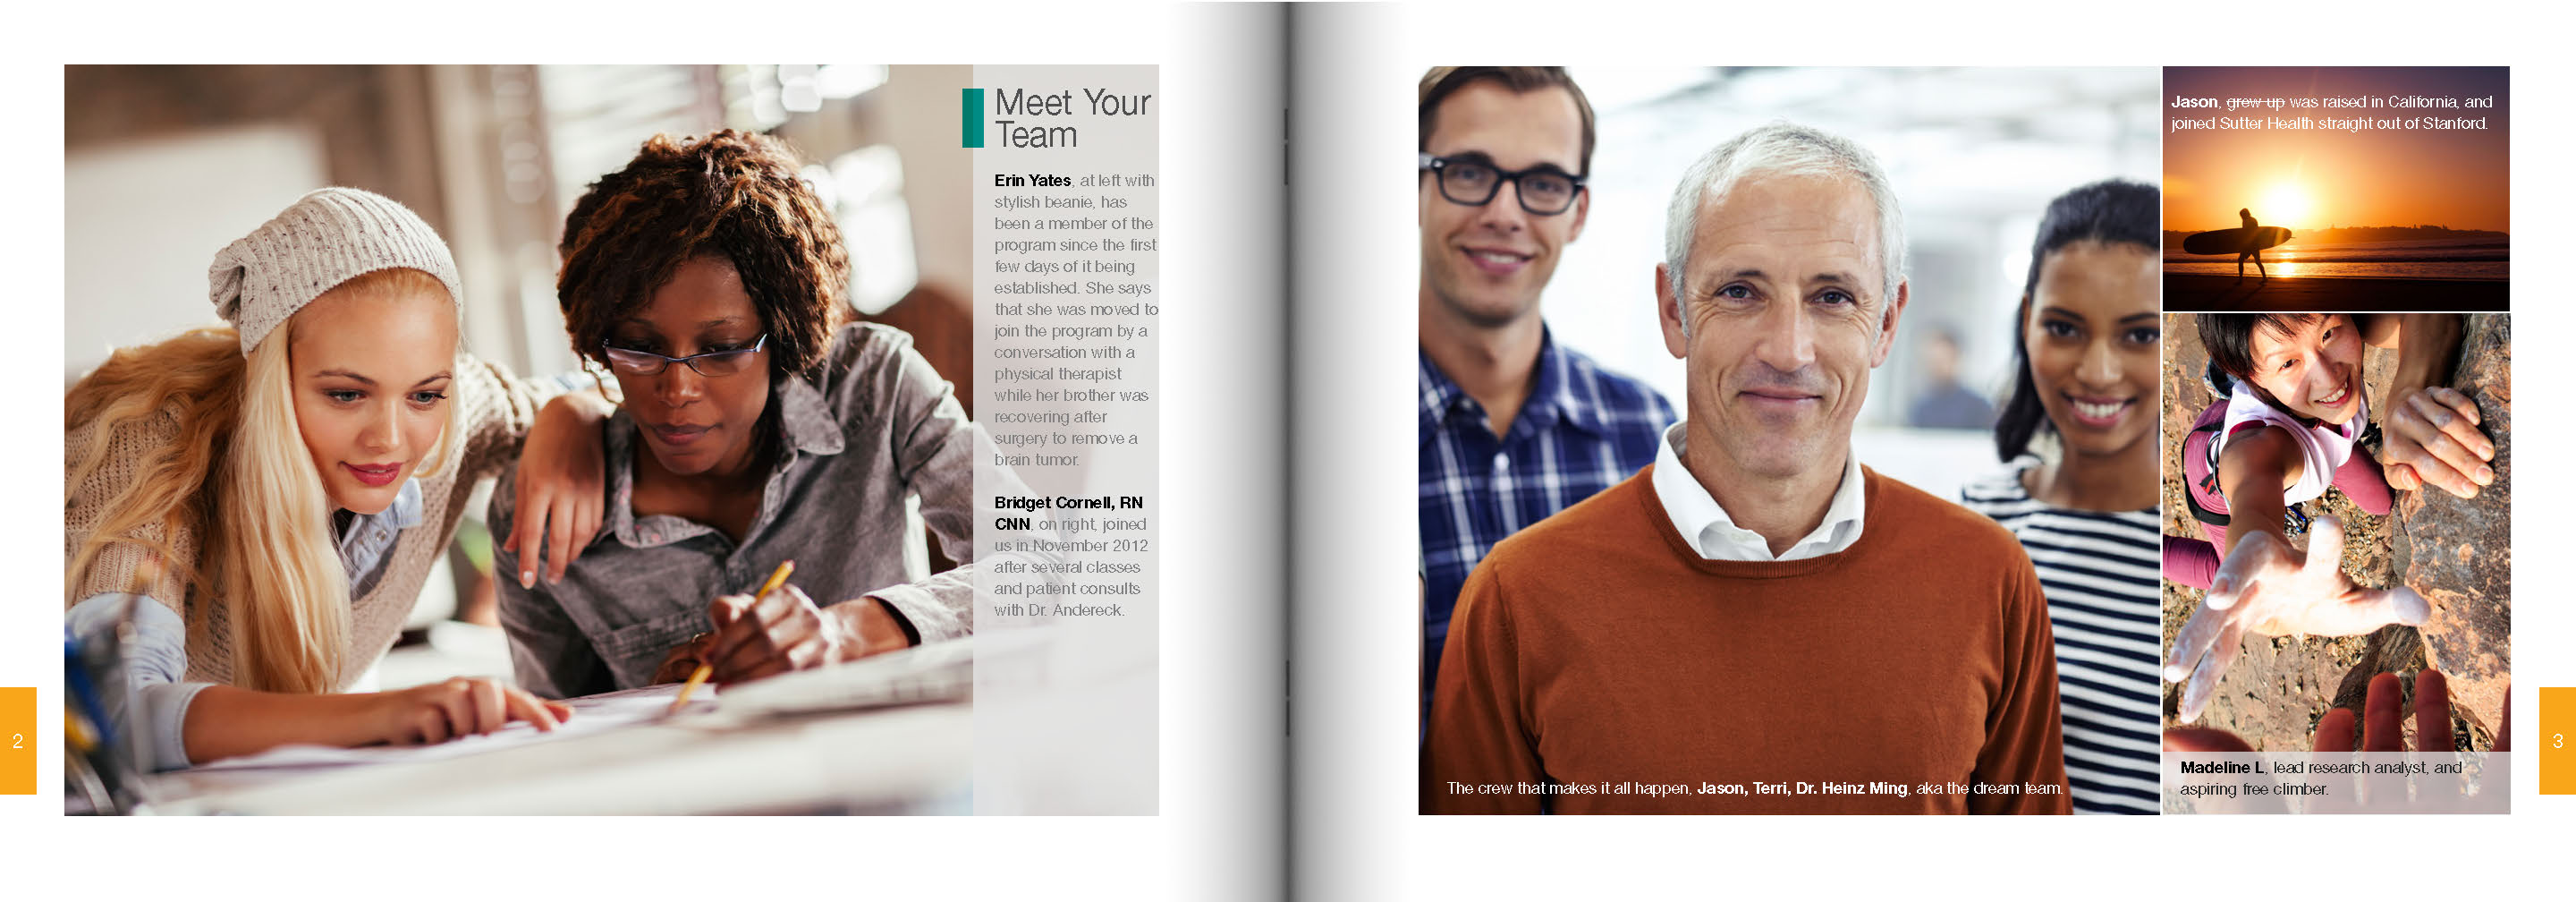 Meet Your
Team
Erin Yates, at left with
stylish beanie, has
been a member of the
program since the first
few days of it being
established. She says
that she was moved to
join the program by a
conversation with a
physical therapist
while her brother was
recovering after
surgery to remove a
brain tumor.
Bridget Cornell, RN
CNN, on right, joined
us in November 2012
after several classes
and patient consults
with Dr. Andereck.
2
The crew that makes it all happen, Jason, Terri, Dr. Heinz Ming, aka the dream team.
Jason, grew up was raised in California, and
joined Sutter Health straight out of Stanford.
Madeline L, lead research analyst, and
aspiring free climber.
3